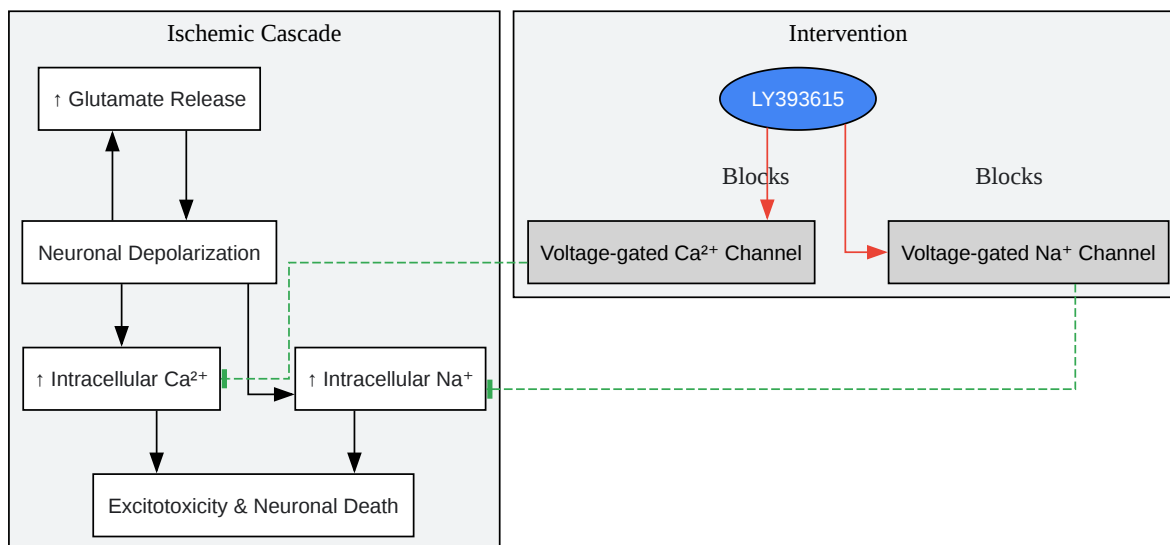 Ischemic Cascade
↑ Glutamate Release
Neuronal Depolarization
↑ Intracellular Ca²⁺
↑ Intracellular Na⁺
Excitotoxicity & Neuronal Death
Intervention
LY393615
Blocks
Blocks
Voltage-gated Ca²⁺ Channel
Voltage-gated Na⁺ Channel